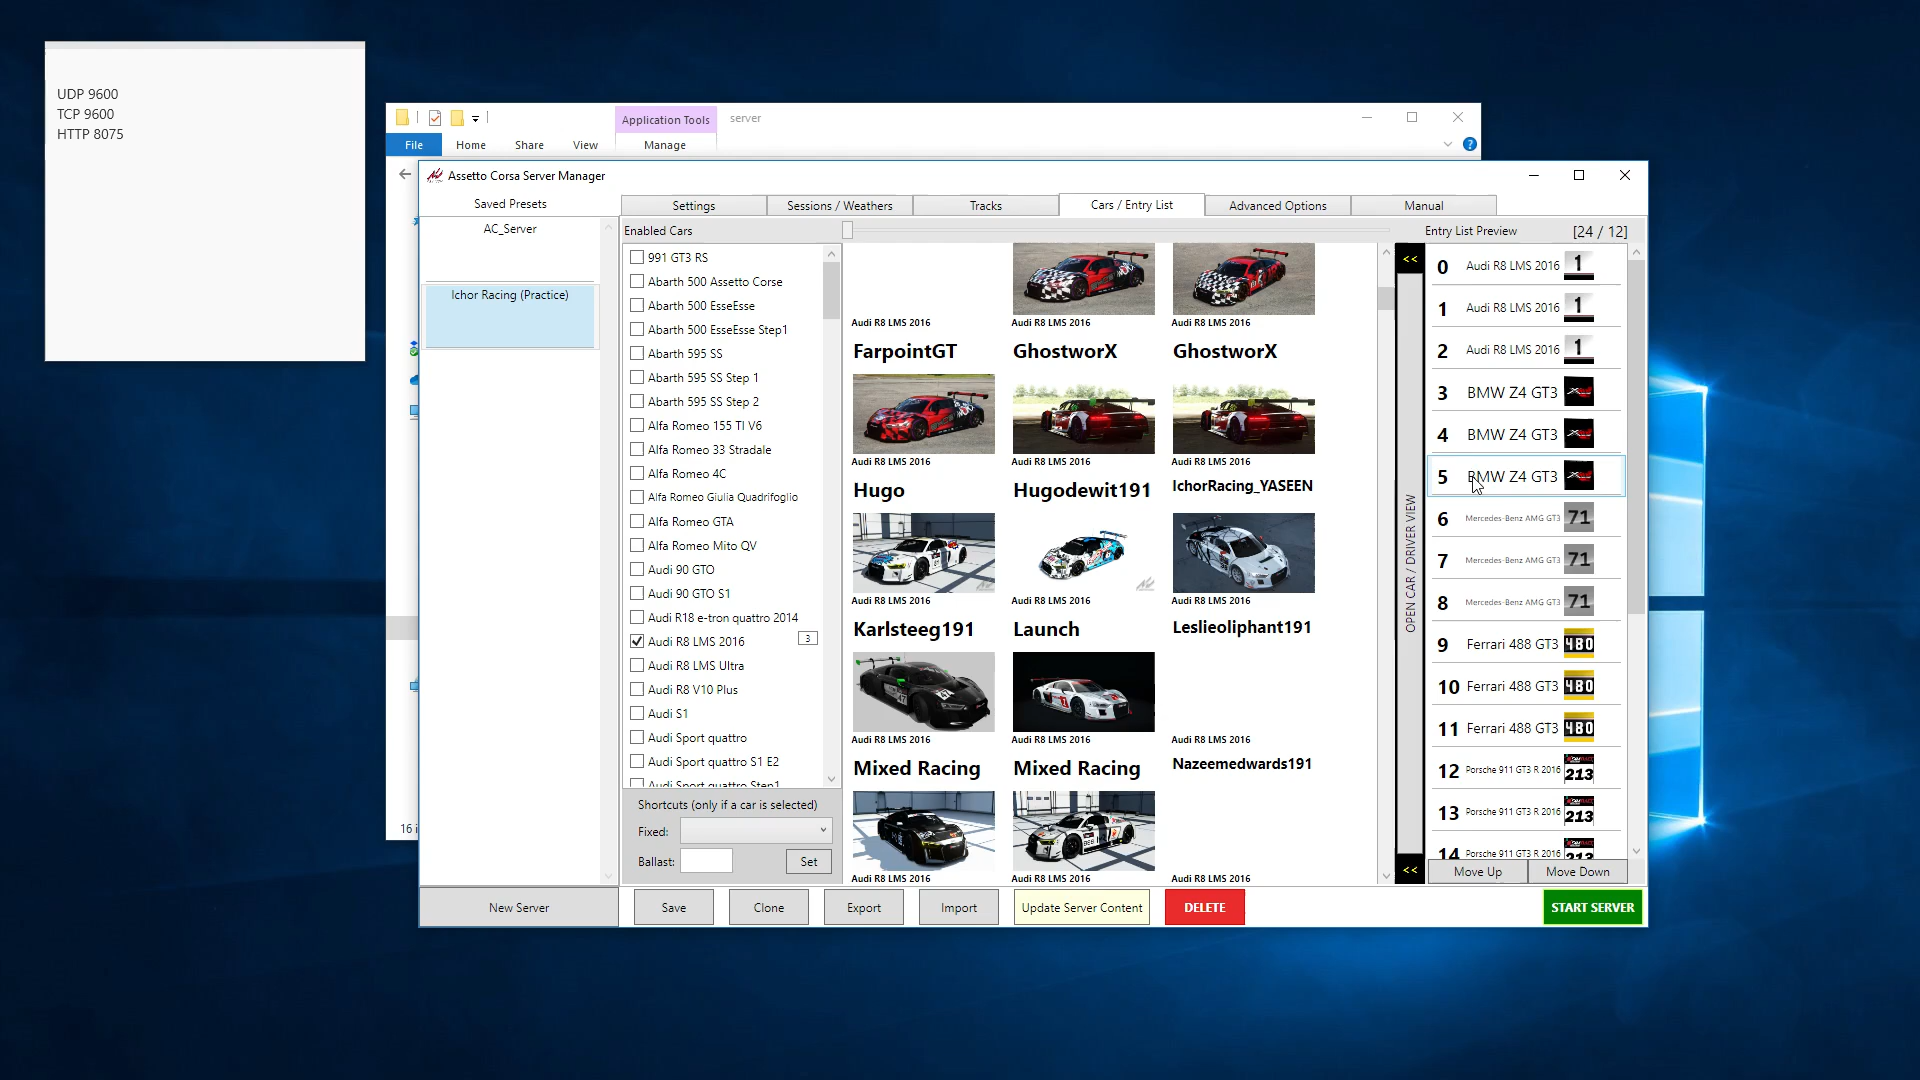 UDP 9600
TCP 9600
HTTP 8075
Application Tools
server
File
Home
Share
View
Manage
16 i
Assetto Corsa Server Manager
Saved Presets
AC_Server
Ichor Racing (Practice)
New Server
Settings
Sessions / Weathers
Tracks
Cars / Entry List
Advanced Options
Manual
Enabled Cars
991 GT3 RS
Abarth 500 Assetto Corse
Abarth 500 EsseEsse
Abarth 500 EsseEsse Step1
Abarth 595 SS
Abarth 595 SS Step 1
Abarth 595 SS Step 2
Alfa Romeo 155 TI V6
Alfa Romeo 33 Stradale
Alfa Romeo 4C
Alfa Romeo Giulia Quadrifoglio
Alfa Romeo GTA
Alfa Romeo Mito QV
Audi 90 GTO
Audi 90 GTO S1
Audi R18 e-tron quattro 2014
Audi R8 LMS 2016
3
Audi R8 LMS Ultra
Audi R8 V10 Plus
Audi S1
Audi Sport quattro
Audi Sport quattro S1 E2
Audi Sport quattro Step1
Shortcuts (only if a car is selected)
Fixed:
Ballast:
Set
Audi R8 LMS 2016
Audi R8 LMS 2016
Audi R8 LMS 2016
FarpointGT
GhostworX
GhostworX
Audi R8 LMS 2016
Audi R8 LMS 2016
Audi R8 LMS 2016
Hugo
Hugodewit191
IchorRacing_YASEEN
Audi R8 LMS 2016
Audi R8 LMS 2016
Audi R8 LMS 2016
Karlsteeg191
Launch
Leslieoliphant191
Audi R8 LMS 2016
Audi R8 LMS 2016
Audi R8 LMS 2016
Mixed Racing
Mixed Racing
Nazeemedwards191
Audi R8 LMS 2016
Audi R8 LMS 2016
Audi R8 LMS 2016
<<
OPEN CAR / DRIVER VIEW
<<
Entry List Preview
[24 / 12]
0 Audi R8 LMS 2016 1
1 Audi R8 LMS 2016 1
2 Audi R8 LMS 2016 1
3 BMW Z4 GT3
4 BMW Z4 GT3
5 BMW Z4 GT3
6 Mercedes-Benz AMG GT3 71
7 Mercedes-Benz AMG GT3 71
8 Mercedes-Benz AMG GT3 71
9 Ferrari 488 GT3 480
10 Ferrari 488 GT3 480
11 Ferrari 488 GT3 480
12 Porsche 911 GT3 R 2016 213
13 Porsche 911 GT3 R 2016 213
14 Porsche 911 GT3 R 2016 213
Move Up
Move Down
Save
Clone
Export
Import
Update Server Content
DELETE
START SERVER